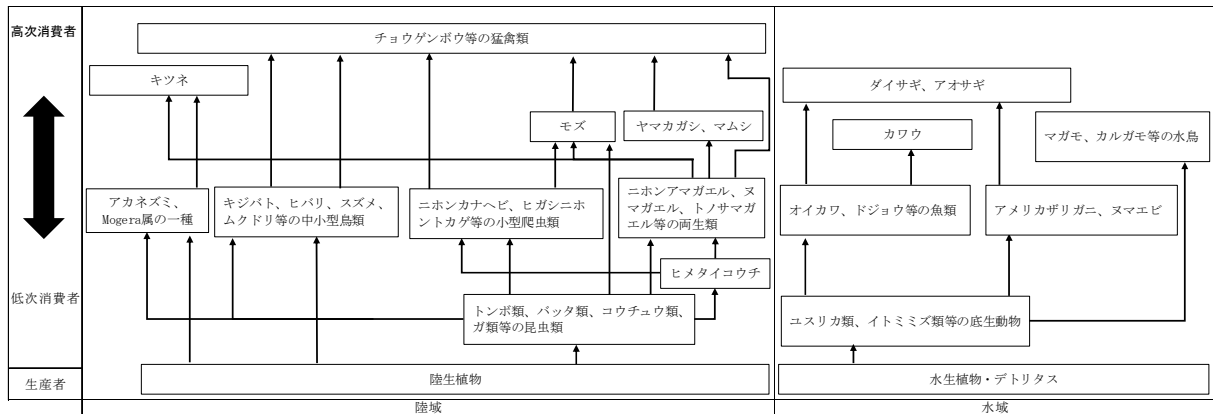 高次消費者
チョウゲンボウ等の猛禽類
キツネ
ダイサギ、アオサギ
モズ
ヤマカガシ、マムシ
カワウ
マガモ、カルガモ等の水鳥
アカネズミ、
Mogera属の一種
キジバト、ヒバリ、スズメ、
ムクドリ等の中小型鳥類
ニホンカナヘビ、ヒガシニホ
ントカゲ等の小型爬虫類
ニホンアマガエル、ヌ
マガエル、トノサマガ
エル等の両生類
オイカワ、ドジョウ等の魚類
アメリカザリガニ、ヌマエビ
ヒメタイコウチ
低次消費者
トンボ類、バッタ類、コウチュウ類、
ガ類等の昆虫類
ユスリカ類、イトミミズ類等の底生動物
生産者
陸生植物
水生植物・デトリタス
陸域
水域